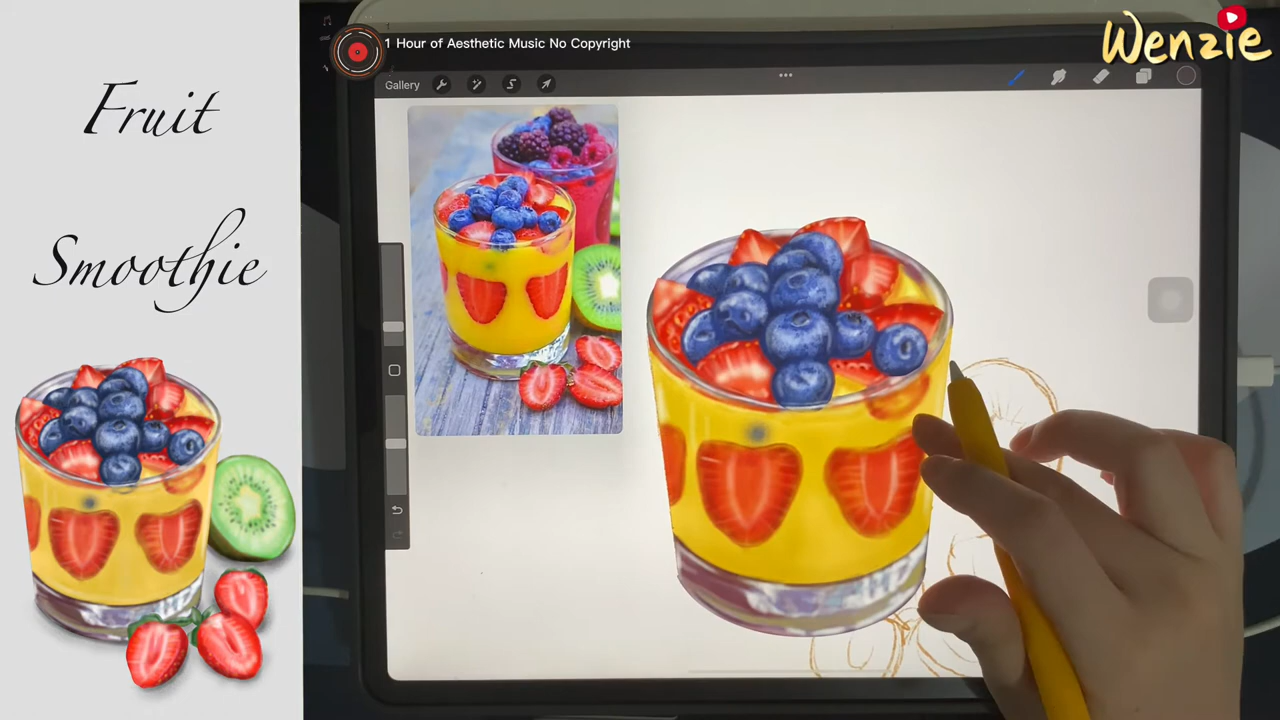 Fruit
Smoothie
1 Hour of Aesthetic Music No Copyright
Gallery
Wenzie